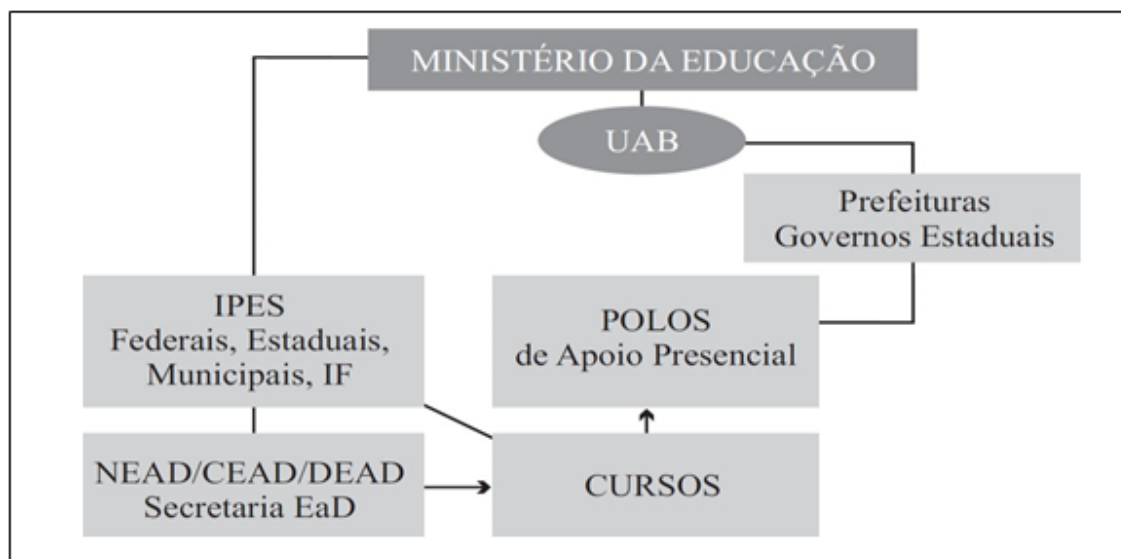 MINISTÉRIO DA EDUCAÇÃO
UAB
Prefeituras
Governos Estaduais
IPES
Federais, Estaduais,
Municipais, IF
POLOS
de Apoio Presencial
NEAD/CEAD/DEAD
Secretaria EaD
CURSOS